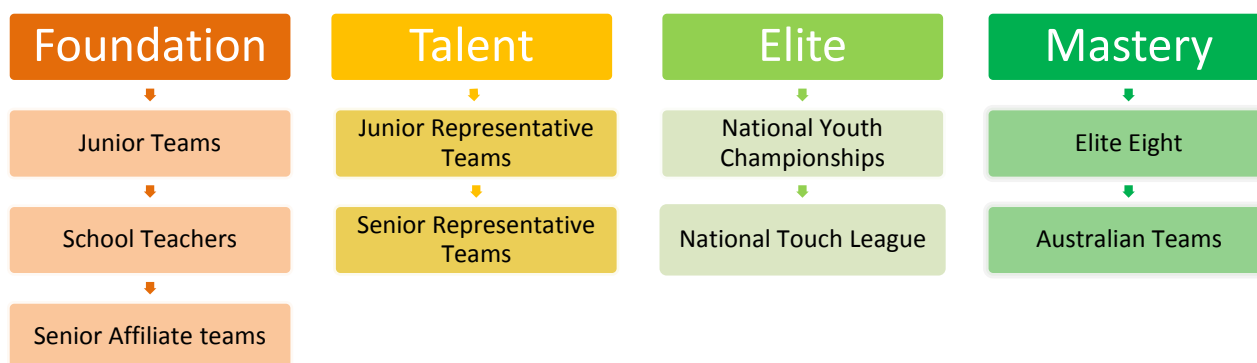 Foundation
Junior Teams
School Teachers
Senior Affiliate teams
Talent
Junior Representative
Teams
Senior Representative
Teams
Elite
National Youth
Championships
National Touch League
Mastery
Elite Eight
Australian Teams